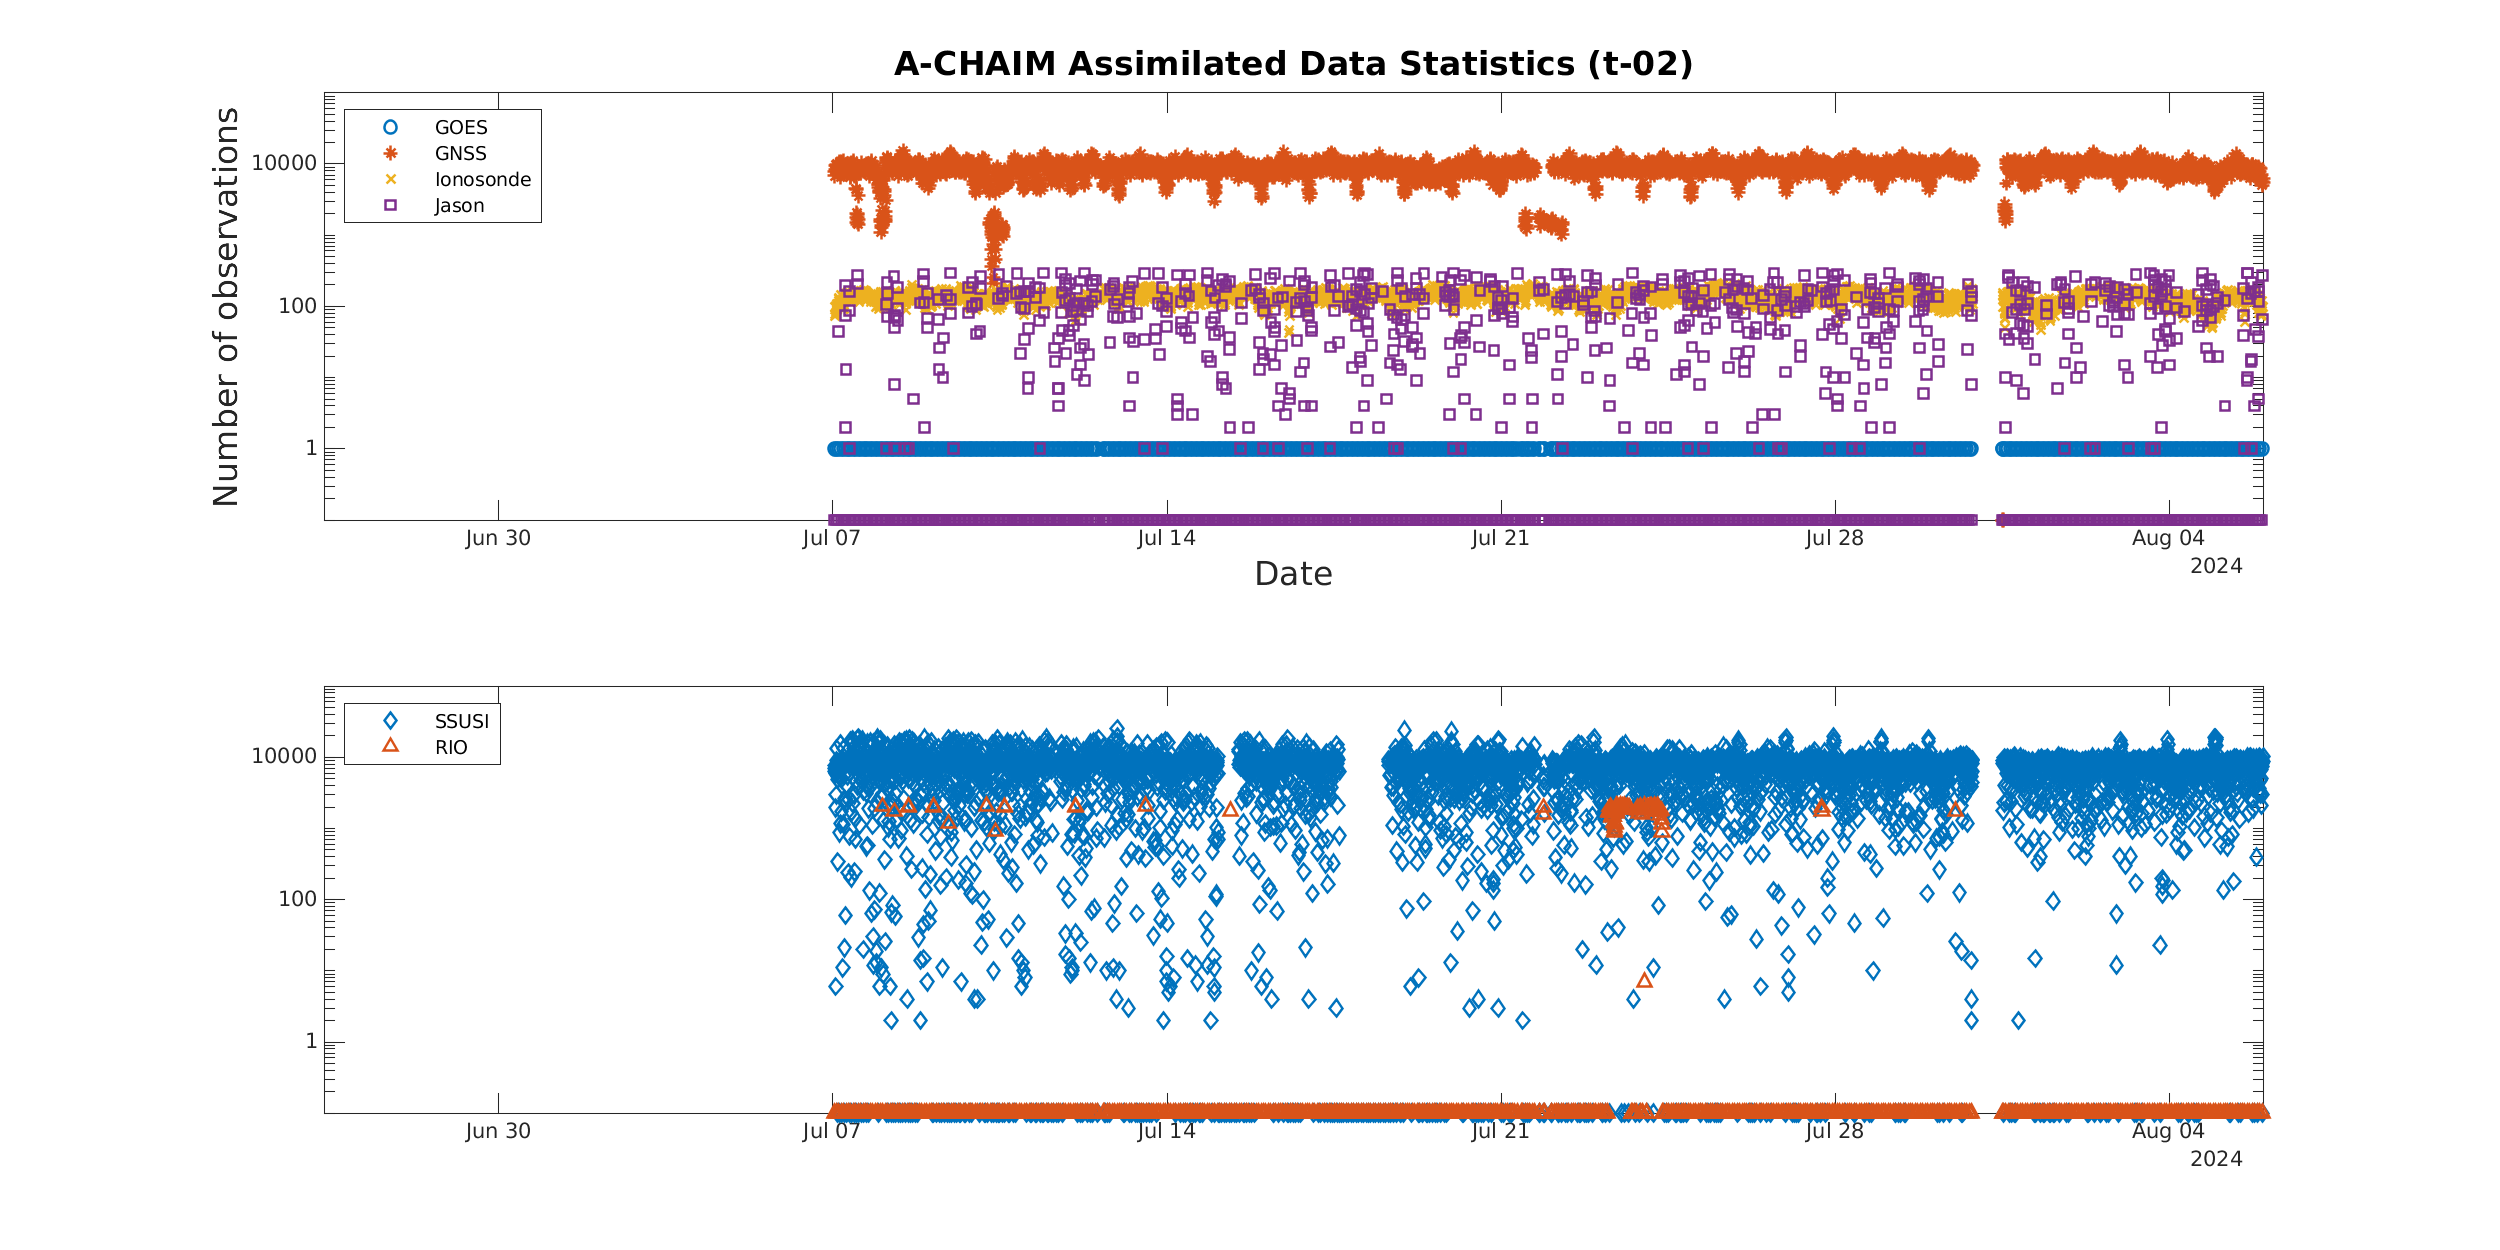 A-CHAIM Assimilated Data Statistics (t-02)
Number of observations
10000
100
1
GOES
GNSS
Ionosonde
Jason
Jun 30
Jul 07
Jul 14
Jul 21
Jul 28
Aug 04
2024
Date
10000
100
1
SSUSI
RIO
Jun 30
Jul 07
Jul 14
Jul 21
Jul 28
Aug 04
2024